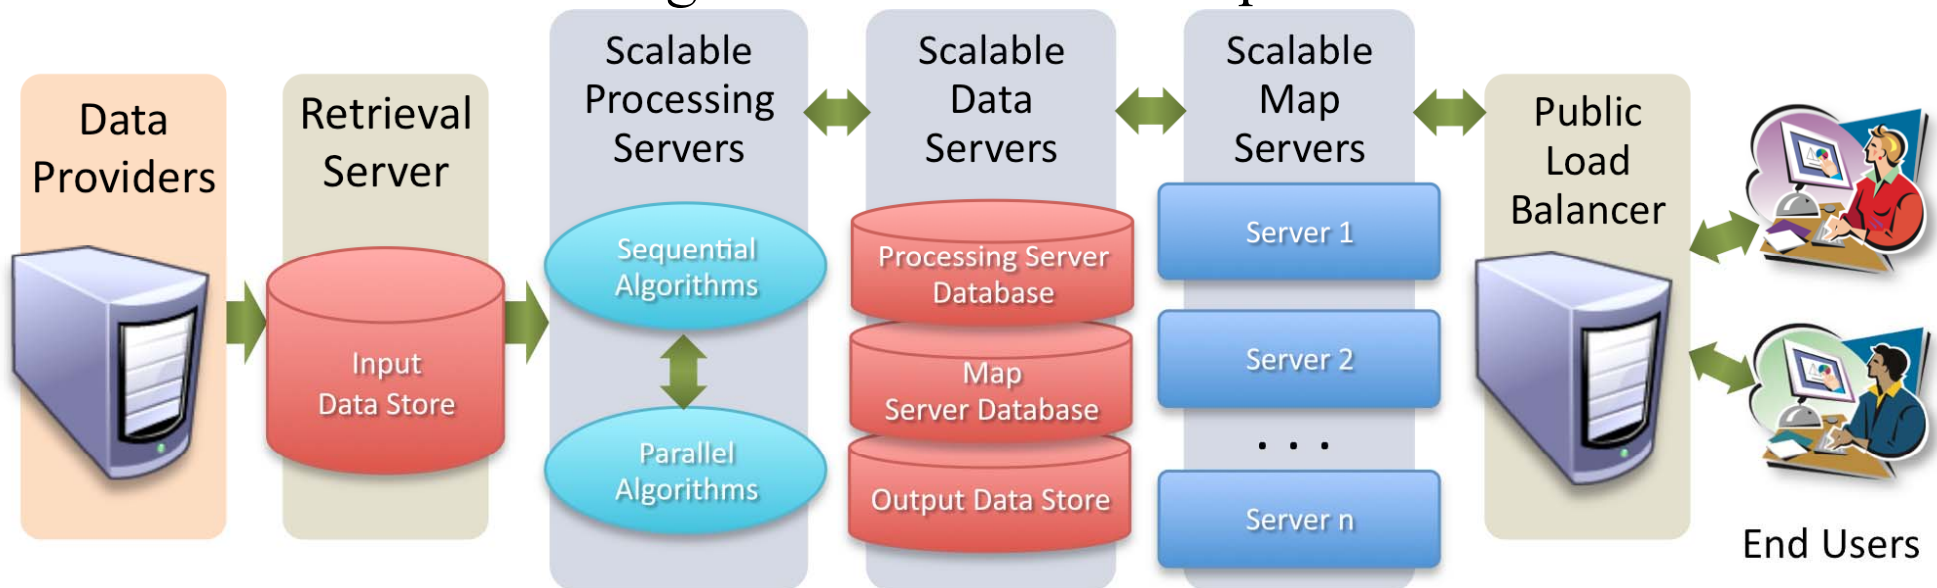 Data
Providers
Retrieval
Server
Input
Data Store
Scalable
Processing
Servers
Sequential
Algorithms
Parallel
Algorithms
Scalable
Data
Servers
Processing Server
Database
Map
Server Database
Output Data Store
Scalable
Map
Servers
Server 1
Server 2
. . .
Server n
Public
Load
Balancer
End Users